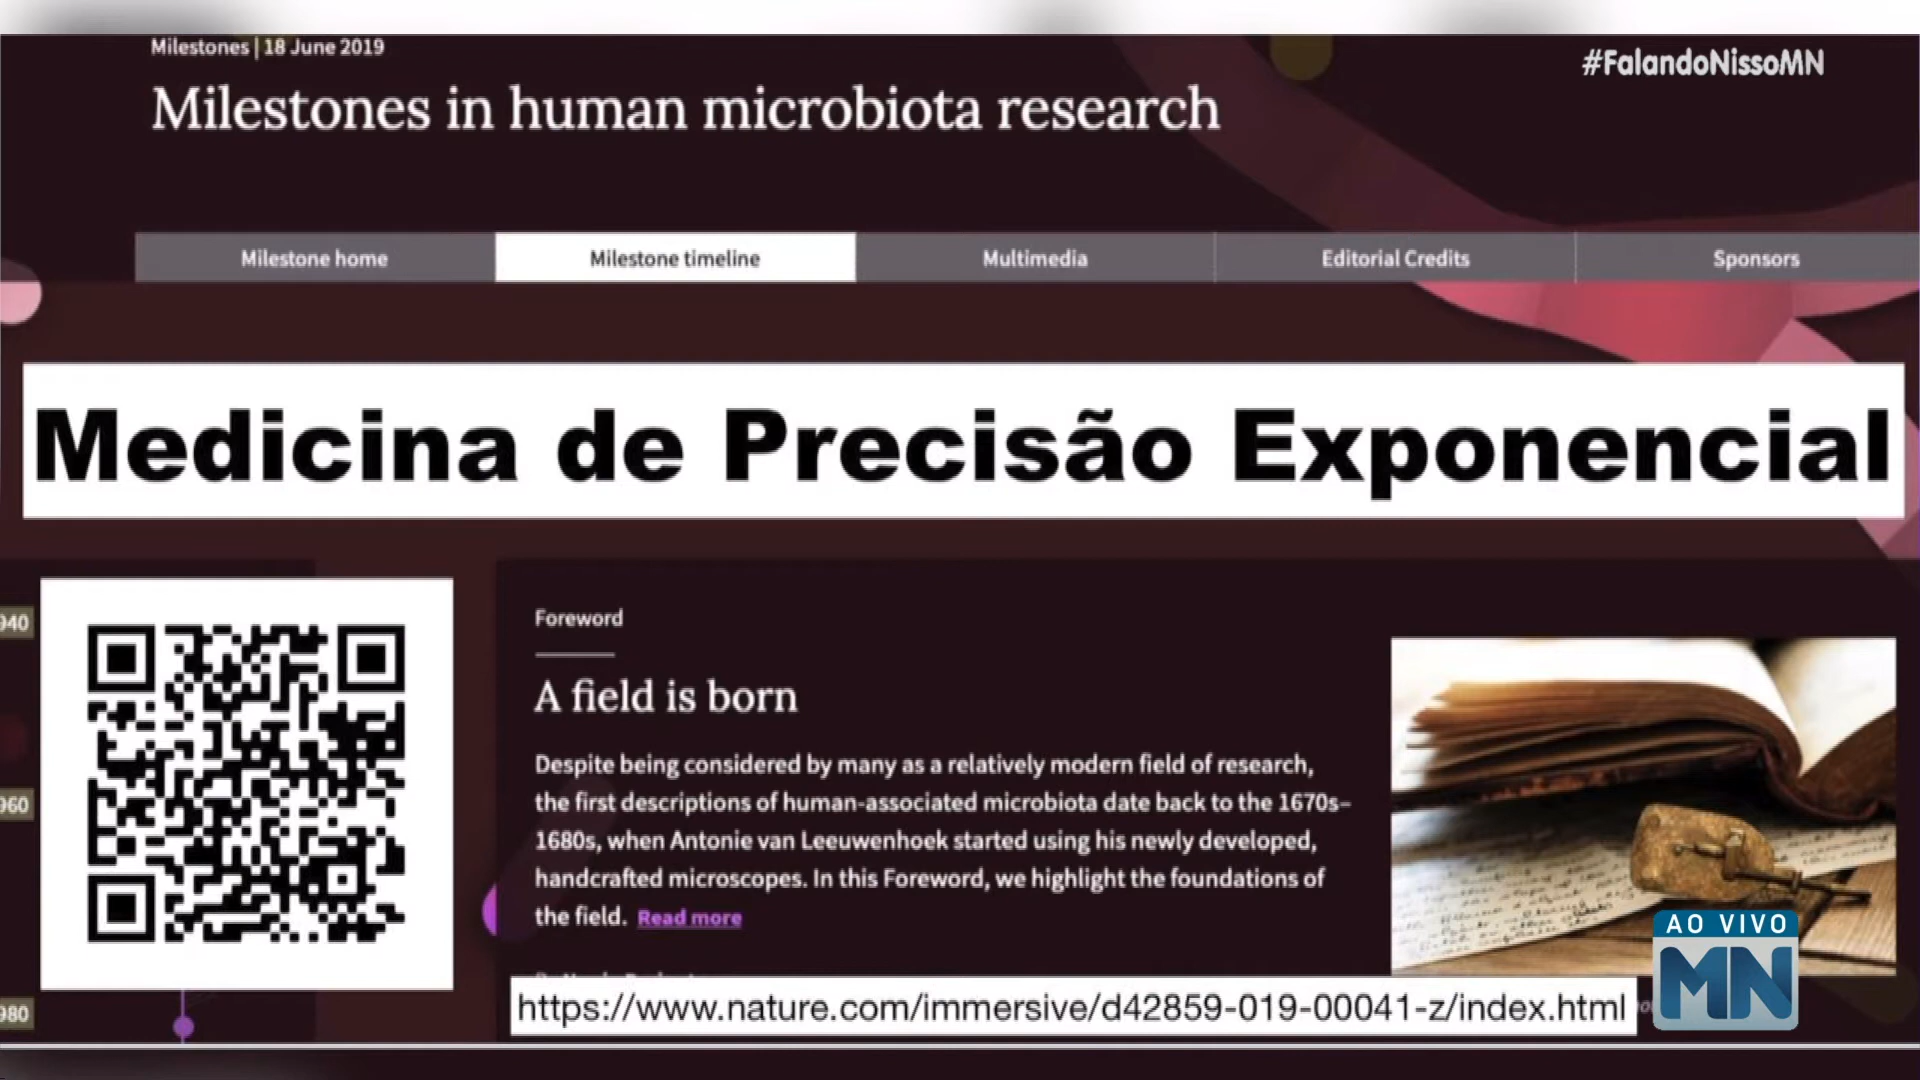 Milestones | 18 June 2019
#FalandoNissoMN
Milestones in human microbiota research
Milestone home
Milestone timeline
Multimedia
Editorial Credits
Sponsors
Medicina de Precisão Exponencial
940
960
980
Foreword
A field is born
Despite being considered by many as a relatively modern field of research,
the first descriptions of human-associated microbiota date back to the 1670s–
1680s, when Antonie van Leeuwenhoek started using his newly developed,
handcrafted microscopes. In this Foreword, we highlight the foundations of
the field. Read more
https://www.nature.com/immersive/d42859-019-00041-z/index.html
AO VIVO
MN